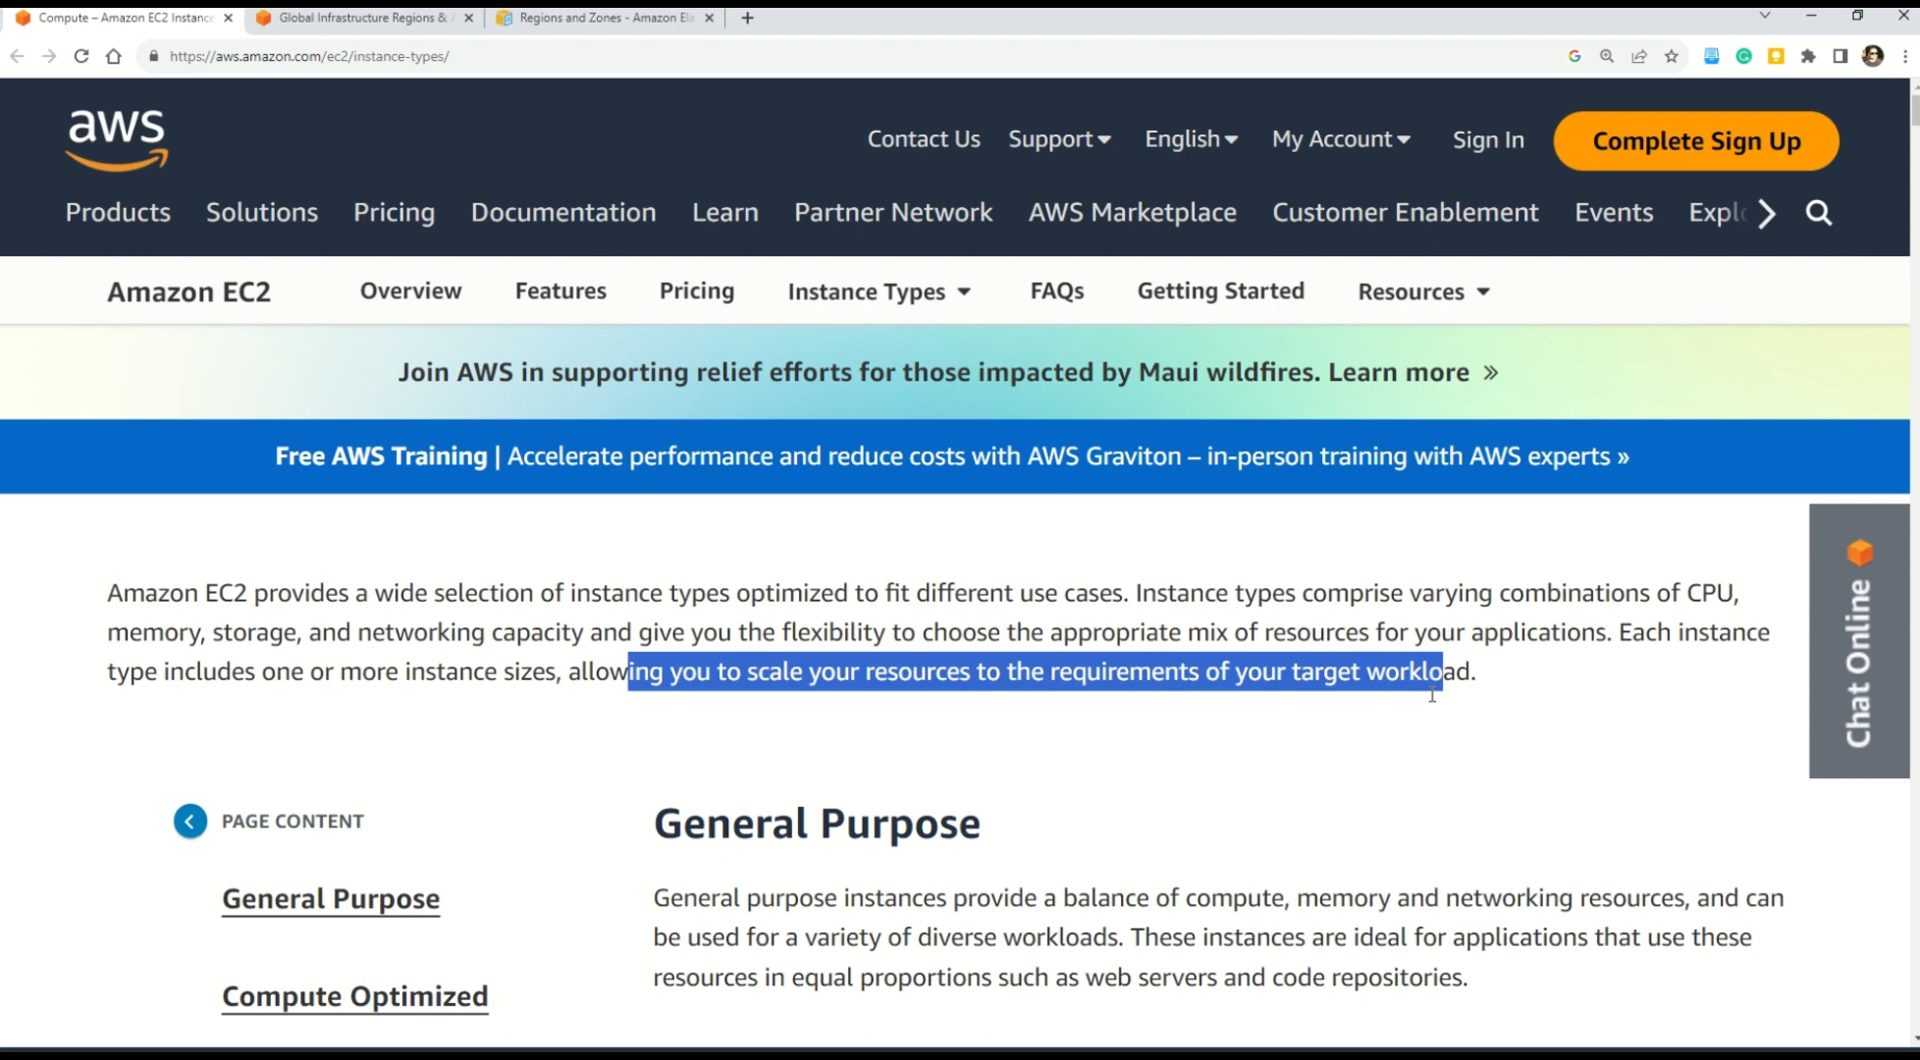 Compute – Amazon EC2 Instance
Global Infrastructure Regions &
Regions and Zones - Amazon Ela
https://aws.amazon.com/ec2/instance-types/
aws
Contact Us Support English My Account Sign In Complete Sign Up
Products Solutions Pricing Documentation Learn Partner Network AWS Marketplace Customer Enablement Events Expl
Amazon EC2 Overview Features Pricing Instance Types FAQs Getting Started Resources
Join AWS in supporting relief efforts for those impacted by Maui wildfires. Learn more »
Free AWS Training | Accelerate performance and reduce costs with AWS Graviton – in-person training with AWS experts »
Amazon EC2 provides a wide selection of instance types optimized to fit different use cases. Instance types comprise varying combinations of CPU,
memory, storage, and networking capacity and give you the flexibility to choose the appropriate mix of resources for your applications. Each instance
type includes one or more instance sizes, allowing you to scale your resources to the requirements of your target workload.
Chat Online
PAGE CONTENT
General Purpose
Compute Optimized
General Purpose
General purpose instances provide a balance of compute, memory and networking resources, and can
be used for a variety of diverse workloads. These instances are ideal for applications that use these
resources in equal proportions such as web servers and code repositories.